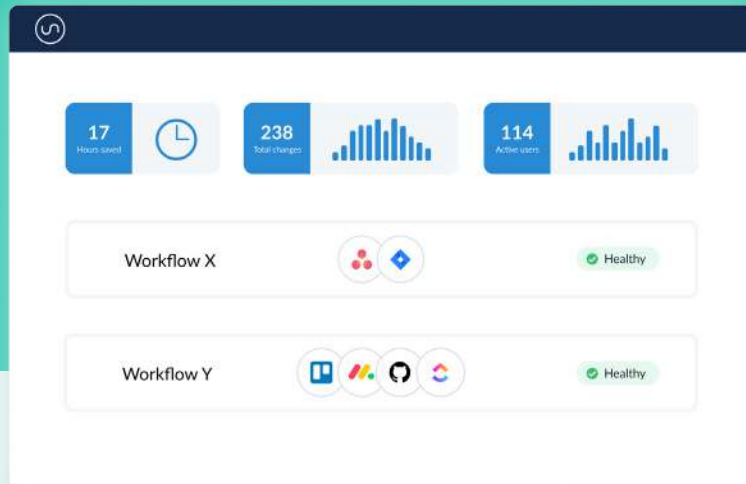 17
Hours saved
238
Total changes
114
Active users
Workflow X
Healthy
Workflow Y
Healthy